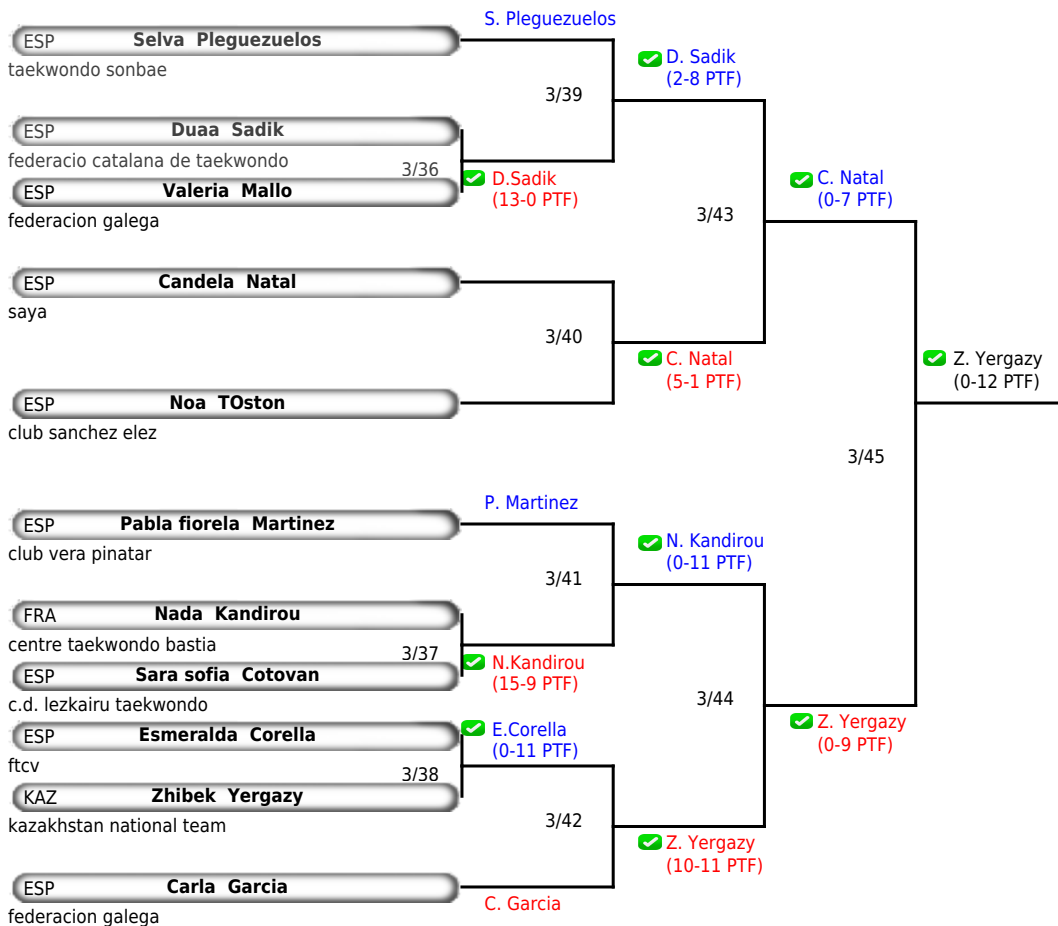 S. Pleguezuelos
ESP Selva Pleguezuelos
taekwondo sonbae
D. Sadik
(2-8 PTF)
3/39
ESP Duaa Sadik
federacio catalana de taekwondo
3/36
D.Sadik
(13-0 PTF)
ESP Valeria Mallo
federacion galega
C. Natal
(0-7 PTF)
3/43
ESP Candela Natal
saya
3/40
C. Natal
(5-1 PTF)
Z. Yergazy
(0-12 PTF)
ESP Noa TOston
club sanchez elez
3/45
P. Martinez
ESP Pabla fiorela Martinez
club vera pinatar
N. Kandirou
(0-11 PTF)
3/41
FRA Nada Kandirou
centre taekwondo bastia
3/37
N.Kandirou
(15-9 PTF)
ESP Sara sofia Cotovan
c.d. lezkairu taekwondo
3/44
Z. Yergazy
(0-9 PTF)
ESP Esmeralda Corella
ftcv
E.Corella
(0-11 PTF)
3/38
KAZ Zhibek Yergazy
kazakhstan national team
3/42
Z. Yergazy
(10-11 PTF)
ESP Carla Garcia
federacion galega
C. Garcia